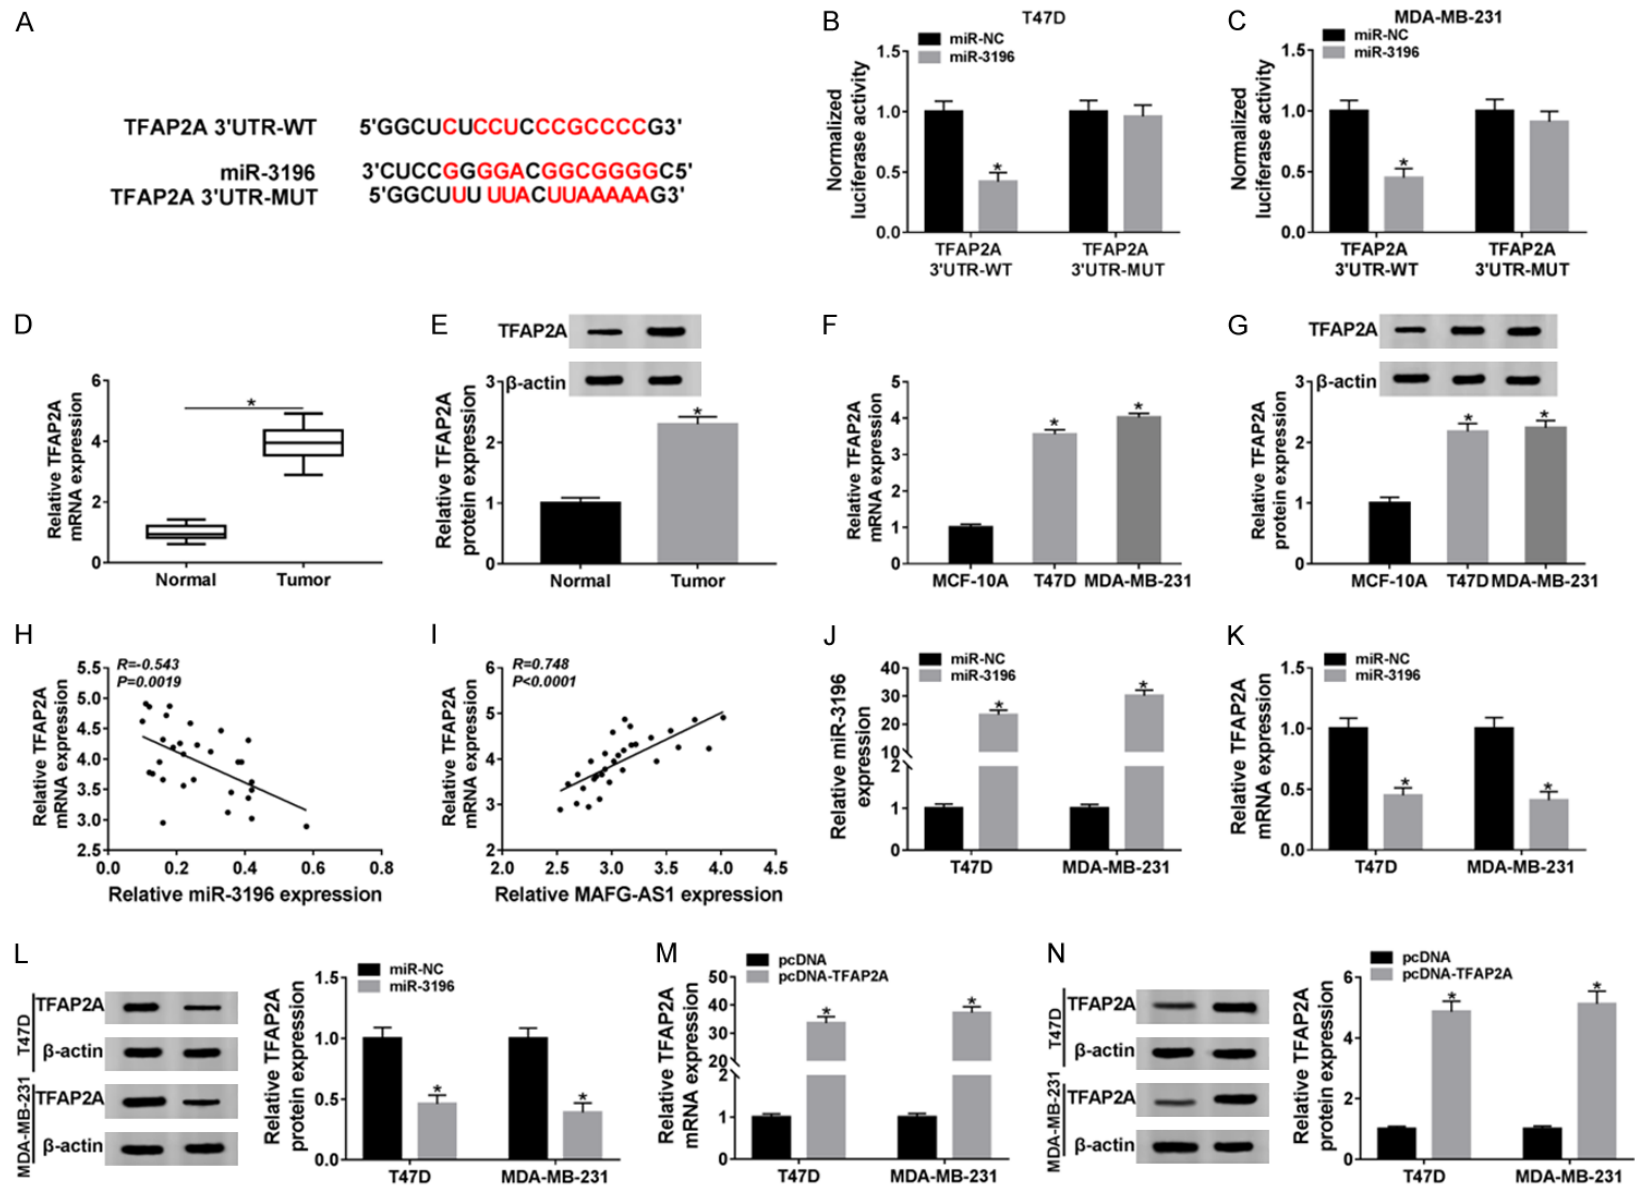 A
TFAP2A 3'UTR-WT 5'GGCUCUCCUCCCCGCCCCG3'
miR-3196 3'CUCCGGGGGACGGCGGGGC5'
TFAP2A 3'UTR-MUT 5'GGCUUU UUACUUAAAAAG3'
B
T47D
miR-NC
miR-3196
Normalized
luciferase activity
1.5
1.0
0.5
0.0
*
TFAP2A
3'UTR-WT
TFAP2A
3'UTR-MUT
C
MDA-MB-231
miR-NC
miR-3196
Normalized
luciferase activity
1.5
1.0
0.5
0.0
*
TFAP2A
3'UTR-WT
TFAP2A
3'UTR-MUT
D
Relative TFAP2A
mRNA expression
6
4
2
0
*
Normal Tumor
E
TFAP2A
β-actin
Relative TFAP2A
protein expression
3
2
1
0
*
Normal Tumor
F
Relative TFAP2A
mRNA expression
5
4
3
2
1
0
* *
MCF-10A T47D MDA-MB-231
G
TFAP2A
β-actin
Relative TFAP2A
protein expression
3
2
1
0
* *
MCF-10A T47D MDA-MB-231
H
R=-0.543
P=0.0019
Relative TFAP2A
mRNA expression
5.5
5.0
4.5
4.0
3.5
3.0
2.5
0.0 0.2 0.4 0.6 0.8
Relative miR-3196 expression
I
R=0.748
P<0.0001
Relative TFAP2A
mRNA expression
6
5
4
3
2
2.0 2.5 3.0 3.5 4.0 4.5
Relative MAFG-AS1 expression
J
miR-NC
miR-3196
Relative miR-3196
expression
40
30
20
10
2
1
0
* *
T47D MDA-MB-231
K
miR-NC
miR-3196
Relative TFAP2A
mRNA expression
1.5
1.0
0.5
0.0
* *
T47D MDA-MB-231
L
T47D
TFAP2A
β-actin
MDA-MB-231
TFAP2A
β-actin
miR-NC
miR-3196
Relative TFAP2A
protein expression
1.5
1.0
0.5
0.0
* *
T47D MDA-MB-231
M
pcDNA
pcDNA-TFAP2A
Relative TFAP2A
mRNA expression
50
40
30
20
2
1
0
* *
T47D MDA-MB-231
N
T47D
TFAP2A
β-actin
MDA-MB-231
TFAP2A
β-actin
pcDNA
pcDNA-TFAP2A
Relative TFAP2A
protein expression
6
4
2
0
* *
T47D MDA-MB-231